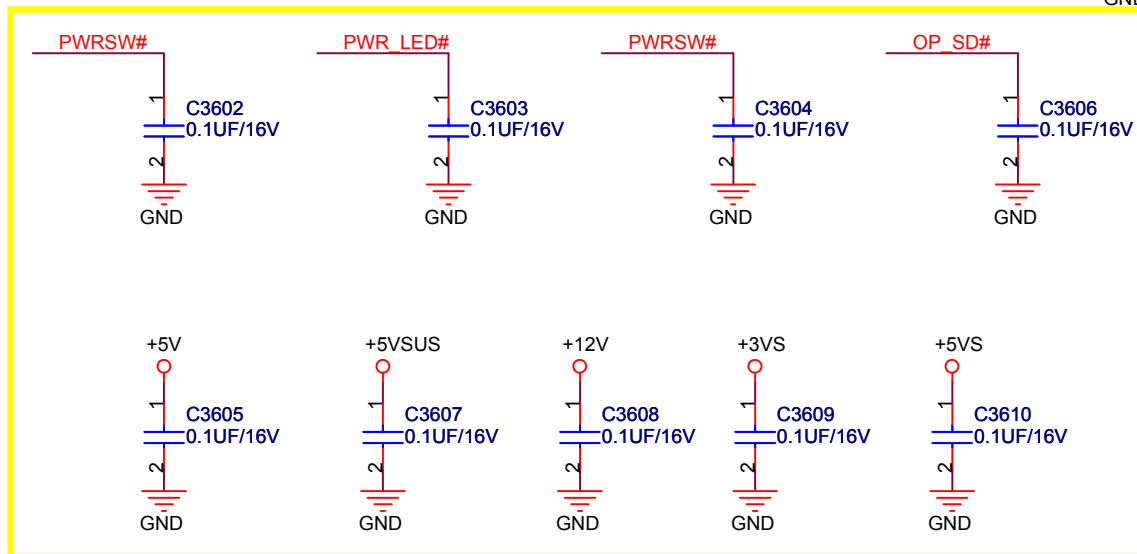 GND
PWRSW# PWR_LED# PWRSW# OP_SD#
1 C3602 1 C3603 1 C3604 1 C3606
0.1UF/16V 0.1UF/16V 0.1UF/16V 0.1UF/16V
2 2 2 2
GND GND GND GND
+5V +5VSUS +12V +3VS +5VS
1 C3605 1 C3607 1 C3608 1 C3609 1 C3610
0.1UF/16V 0.1UF/16V 0.1UF/16V 0.1UF/16V 0.1UF/16V
2 2 2 2 2
GND GND GND GND GND